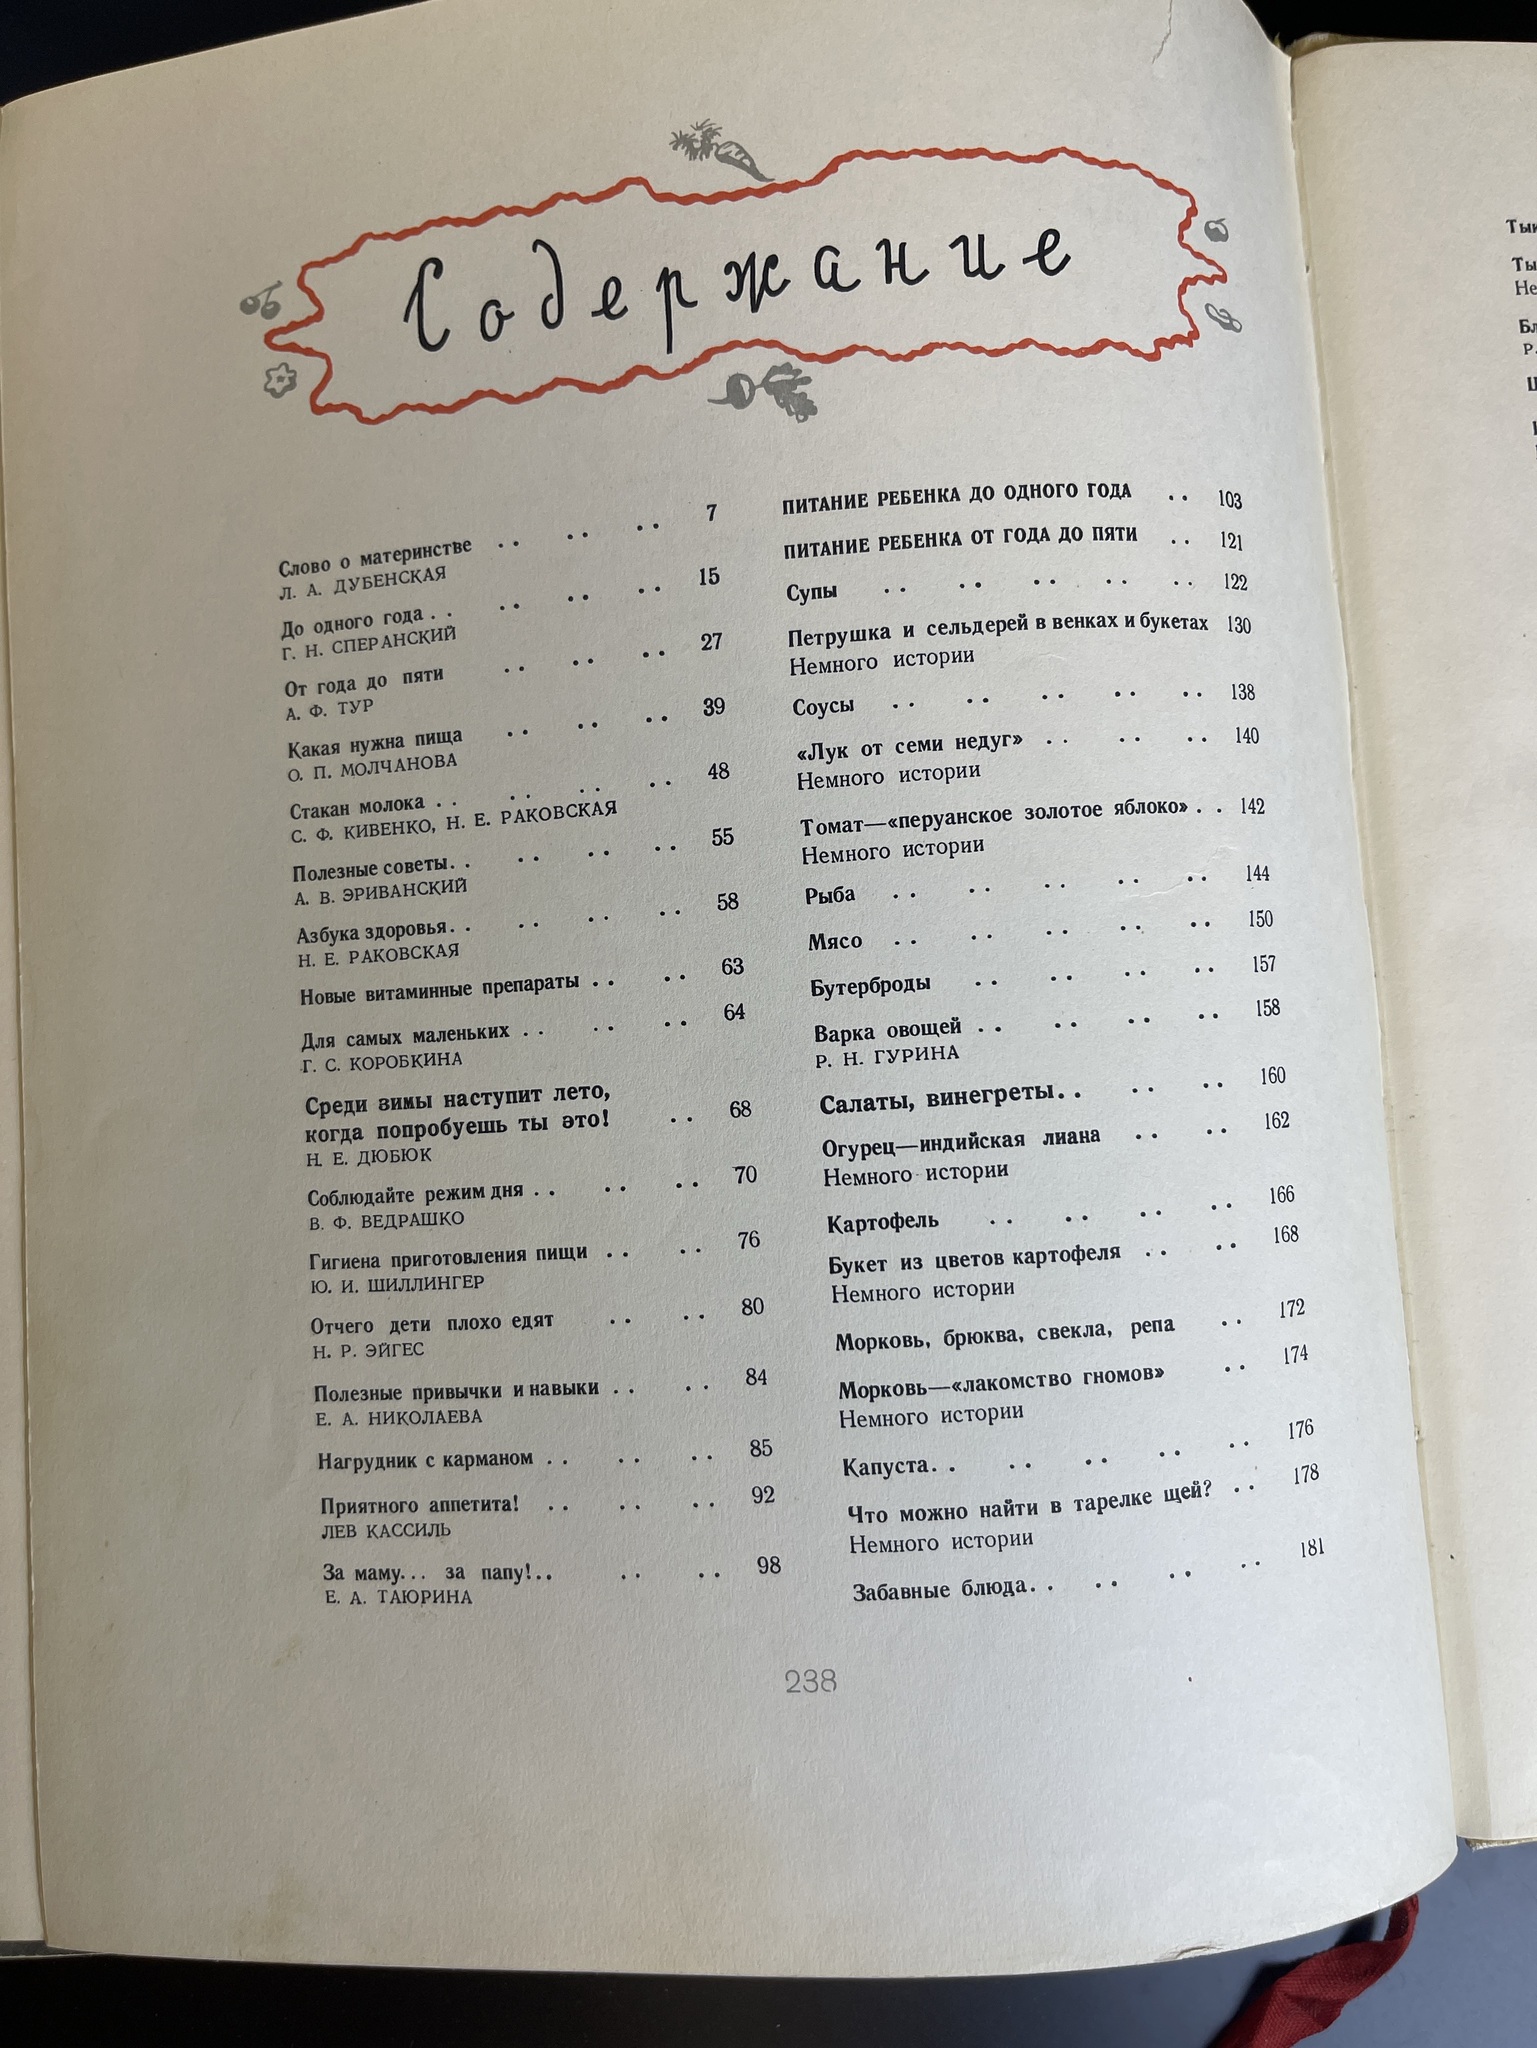 Содержание
Слово о материнстве . . . . . . 7
Л. А. ДУБЕНСКАЯ
До одного года . . . . . . . . 15
Г. Н. СПЕРАНСКИЙ
От года до пяти . . . . . . 27
А. Ф. ТУР
Какая нужна пища . . . . . . 39
О. П. МОЛЧАНОВА
Стакан молока . . . . . . . . 48
С. Ф. КИВЕНКО, Н. Е. РАКОВСКАЯ
Полезные советы. . . . . . . . 55
А. В. ЭРИВАНСКИЙ
Азбука здоровья. . . . . . . . 58
Н. Е. РАКОВСКАЯ
Новые витаминные препараты . . . . 63
Для самых маленьких . . . . . . 64
Г. С. КОРОБКИНА
Среди зимы наступит лето,
когда попробуешь ты это! . . 68
Н. Е. ДЮБЮК
Соблюдайте режим дня . . . . . . 70
В. Ф. ВЕДРАШКО
Гигиена приготовления пищи . . . . 76
Ю. И. ШИЛЛИНГЕР
Отчего дети плохо едят . . . . 80
Н. Р. ЭЙГЕС
Полезные привычки и навыки . . . . 84
Е. А. НИКОЛАЕВА
Нагрудник с карманом . . . . . . 85
Приятного аппетита! . . . . . . 92
ЛЕВ КАССИЛЬ
За маму... за папу!.. . . . . 98
Е. А. ТАЮРИНА
ПИТАНИЕ РЕБЕНКА ДО ОДНОГО ГОДА . . 103
ПИТАНИЕ РЕБЕНКА ОТ ГОДА ДО ПЯТИ . . 121
Супы . . . . . . . . . . 122
Петрушка и сельдерей в венках и букетах 130
Немного истории
Соусы . . . . . . . . . . 138
«Лук от семи недуг» . . . . . . 140
Немного истории
Томат—«перуанское золотое яблоко» . . 142
Немного истории
Рыба . . . . . . . . . . 144
Мясо . . . . . . . . . . 150
Бутерброды . . . . . . . . 157
Варка овощей . . . . . . . . 158
Р. Н. ГУРИНА
Салаты, винегреты. . . . . . 160
Огурец—индийская лиана . . . . 162
Немного истории
Картофель . . . . . . . . 166
Букет из цветов картофеля . . . . 168
Немного истории
Морковь, брюква, свекла, репа . . 172
Морковь—«лакомство гномов» . . 174
Немного истории
Капуста. . . . . . . . . . 176
Что можно найти в тарелке щей? . . 178
Немного истории
Забавные блюда. . . . . . . . 181
238